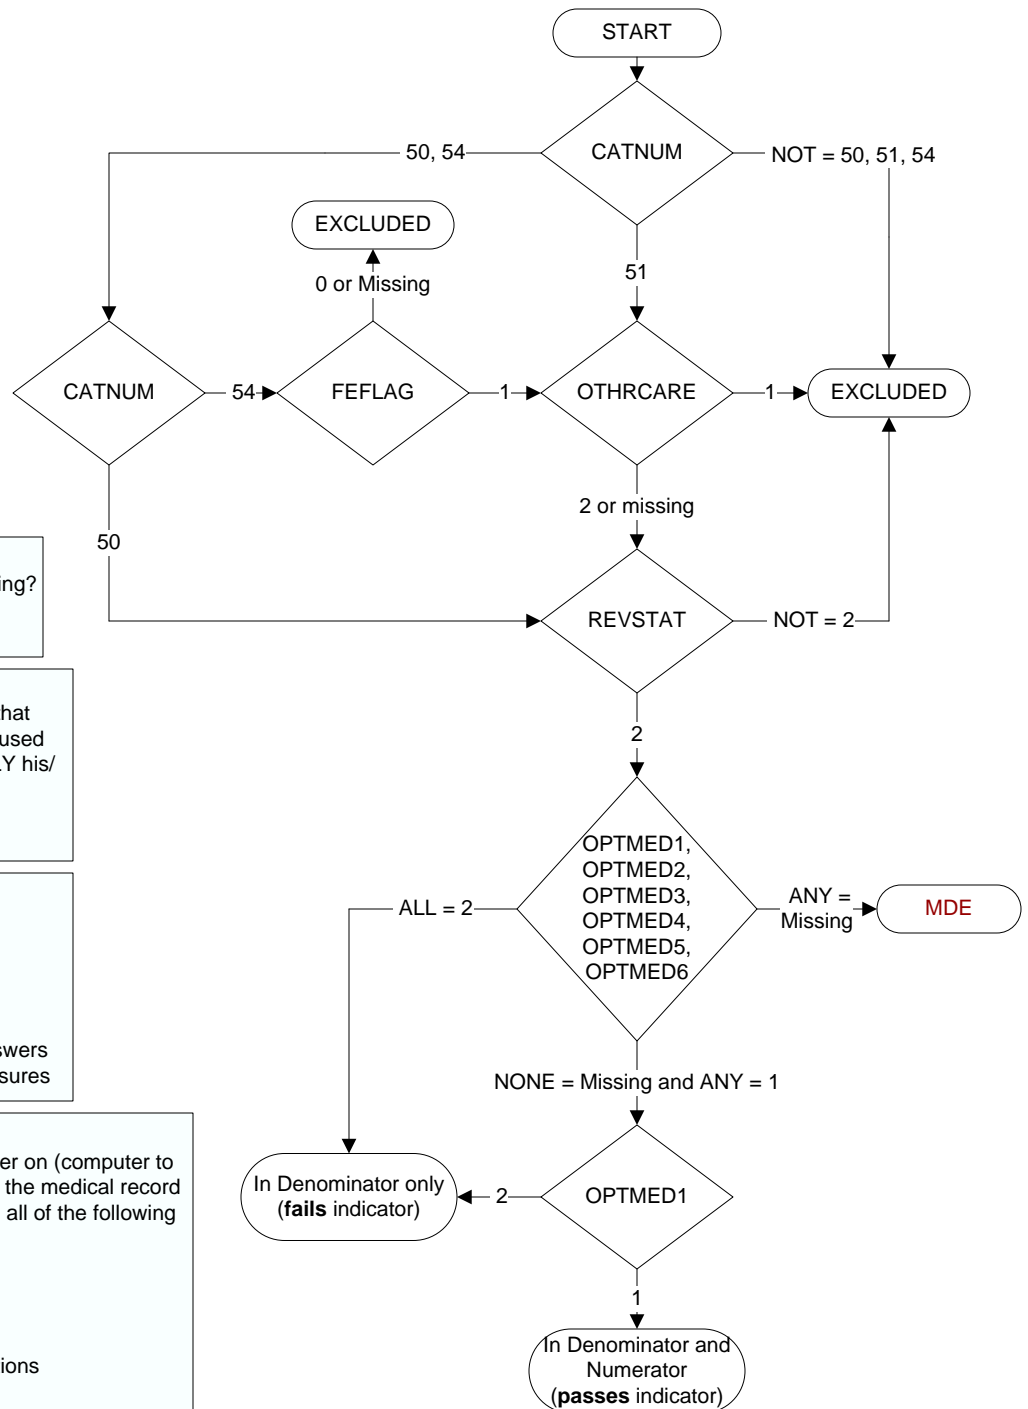 START
CATNUM
50, 54
NOT = 50, 51, 54
EXCLUDED
0 or Missing
51
CATNUM
54
FEFLAG
1
OTHRCARE
1
EXCLUDED
2 or missing
50
REVSTAT
NOT = 2
2
OPTMED1,
OPTMED2,
OPTMED3,
OPTMED4,
OPTMED5,
OPTMED6
ALL = 2
ANY =
Missing
MDE
NONE = Missing and ANY = 1
In Denominator only
(fails indicator)
2
OPTMED1
1
In Denominator and
Numerator
(passes indicator)
ing?
that
used
LY his/
swers
sures
er on (computer to
the medical record
all of the following
ions